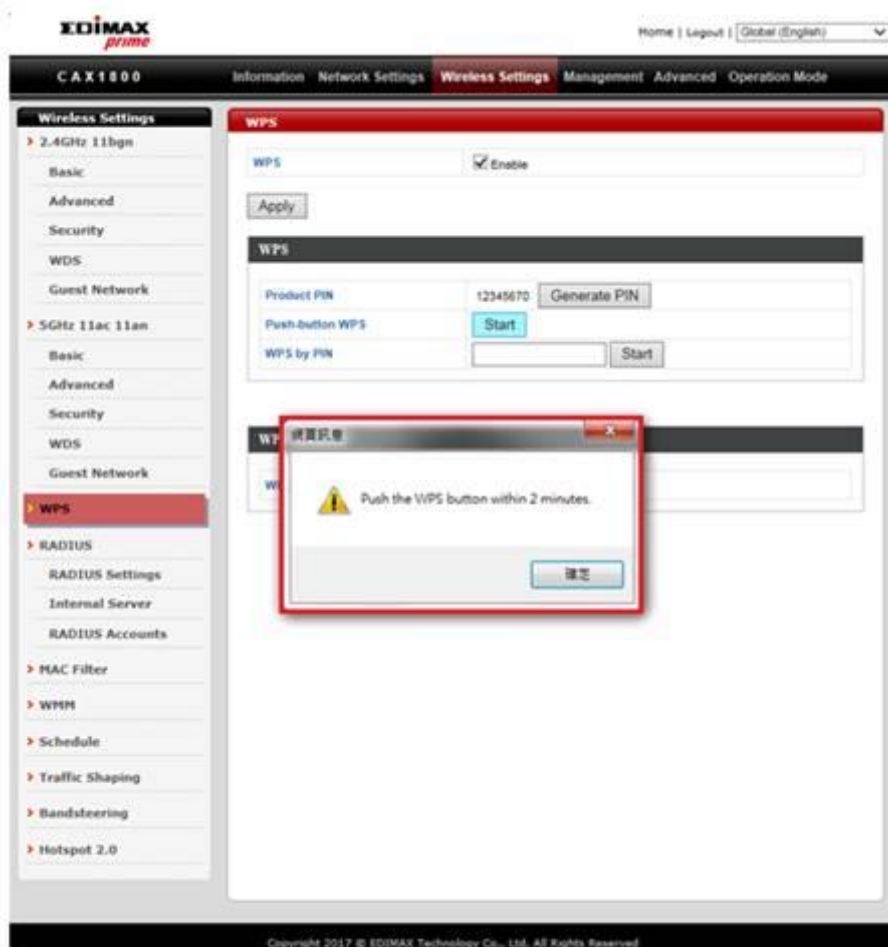 EDIMAX
prime
Home | Logout | Global (English)
CAX1800
Information Network Settings Wireless Settings Management Advanced Operation Mode
Wireless Settings
2.4GHz 11bgn
Basic
Advanced
Security
WDS
Guest Network
5GHz 11ac 11an
Basic
Advanced
Security
WDS
Guest Network
WPS
RADIUS
RADIUS Settings
Internal Server
RADIUS Accounts
MAC Filter
WMM
Schedule
Traffic Shaping
Bandsteering
Hotspot 2.0
WPS
WPS Enable
Apply
WPS
Product PIN 12345670 Generate PIN
Push-button WPS Start
WPS by PIN Start
網頁訊息
Push the WPS button within 2 minutes.
確定
Copyright 2017 © EDIMAX Technology Co., Ltd. All Rights Reserved